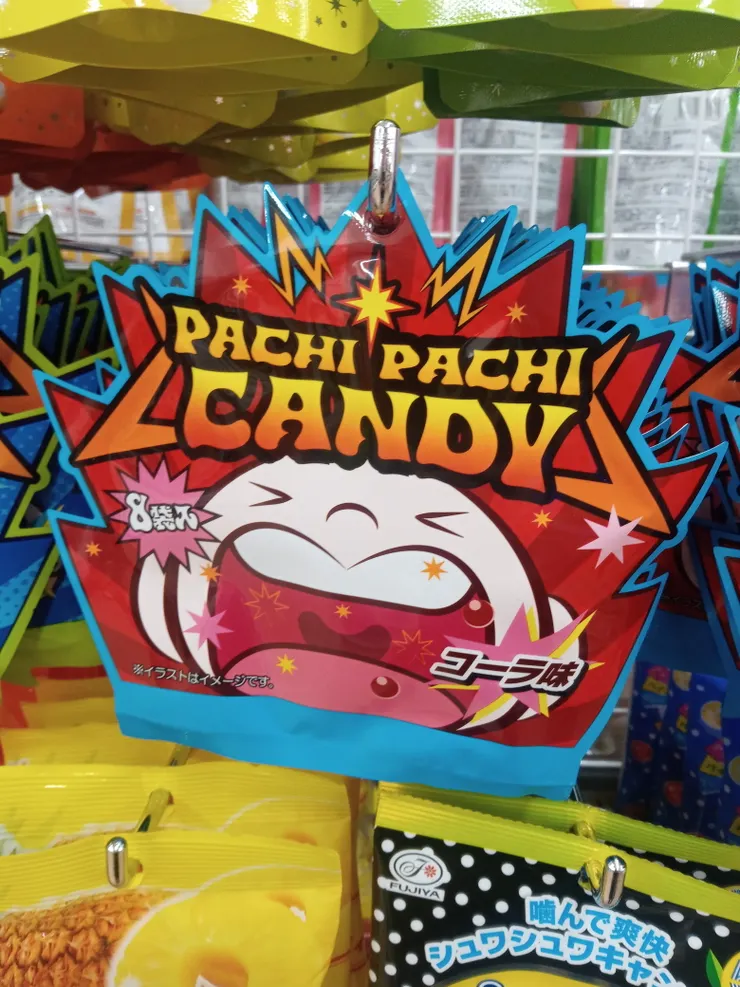 PACHI PACHI
CANDY
8袋入
コーラ味
※イラストはイメージです。
FUJIYA
噛んで爽快
シュワシュワキャン